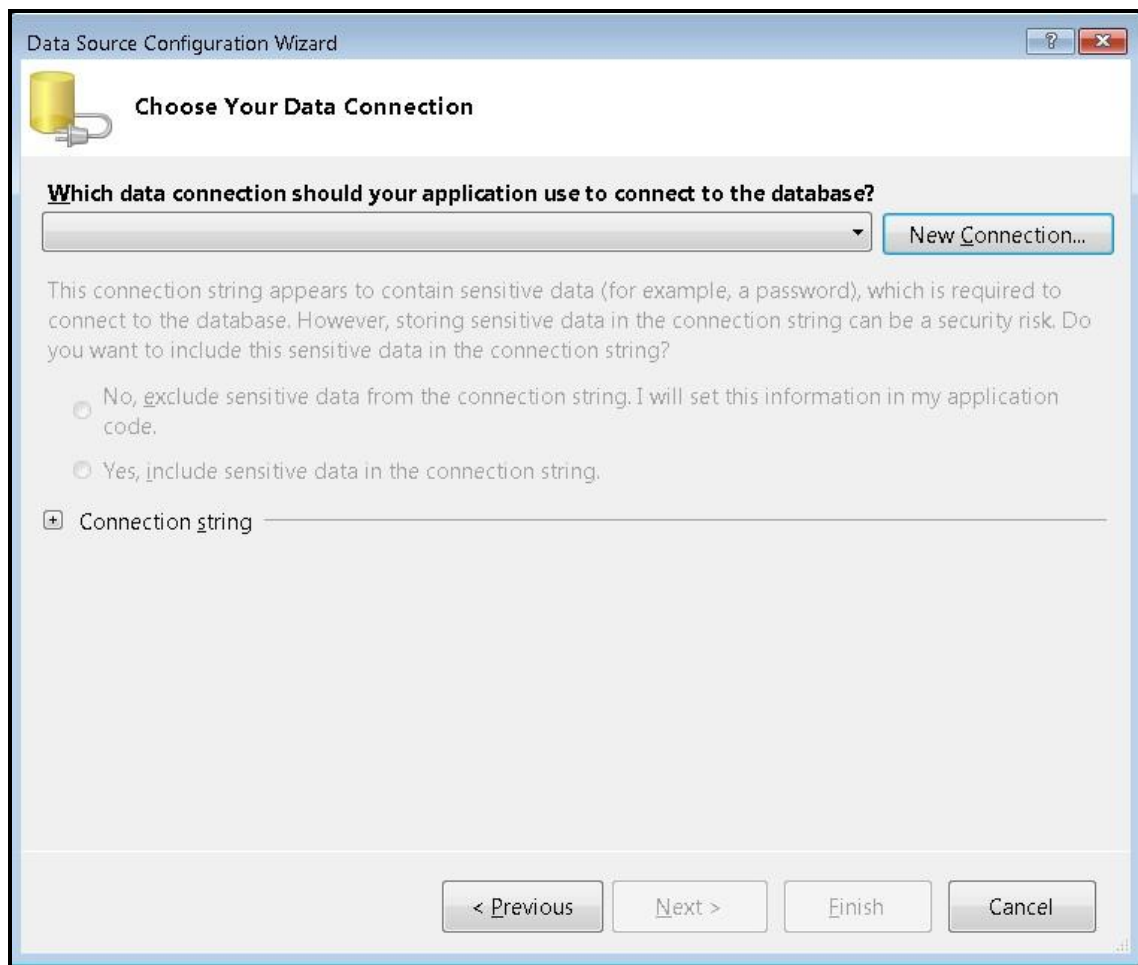 Data Source Configuration Wizard
?
Choose Your Data Connection
Which data connection should your application use to connect to the database?
New Connection...
This connection string appears to contain sensitive data (for example, a password), which is required to
connect to the database. However, storing sensitive data in the connection string can be a security risk. Do
you want to include this sensitive data in the connection string?
No, exclude sensitive data from the connection string. I will set this information in my application
code.
Yes, include sensitive data in the connection string.
Connection string
< Previous
Next >
Finish
Cancel